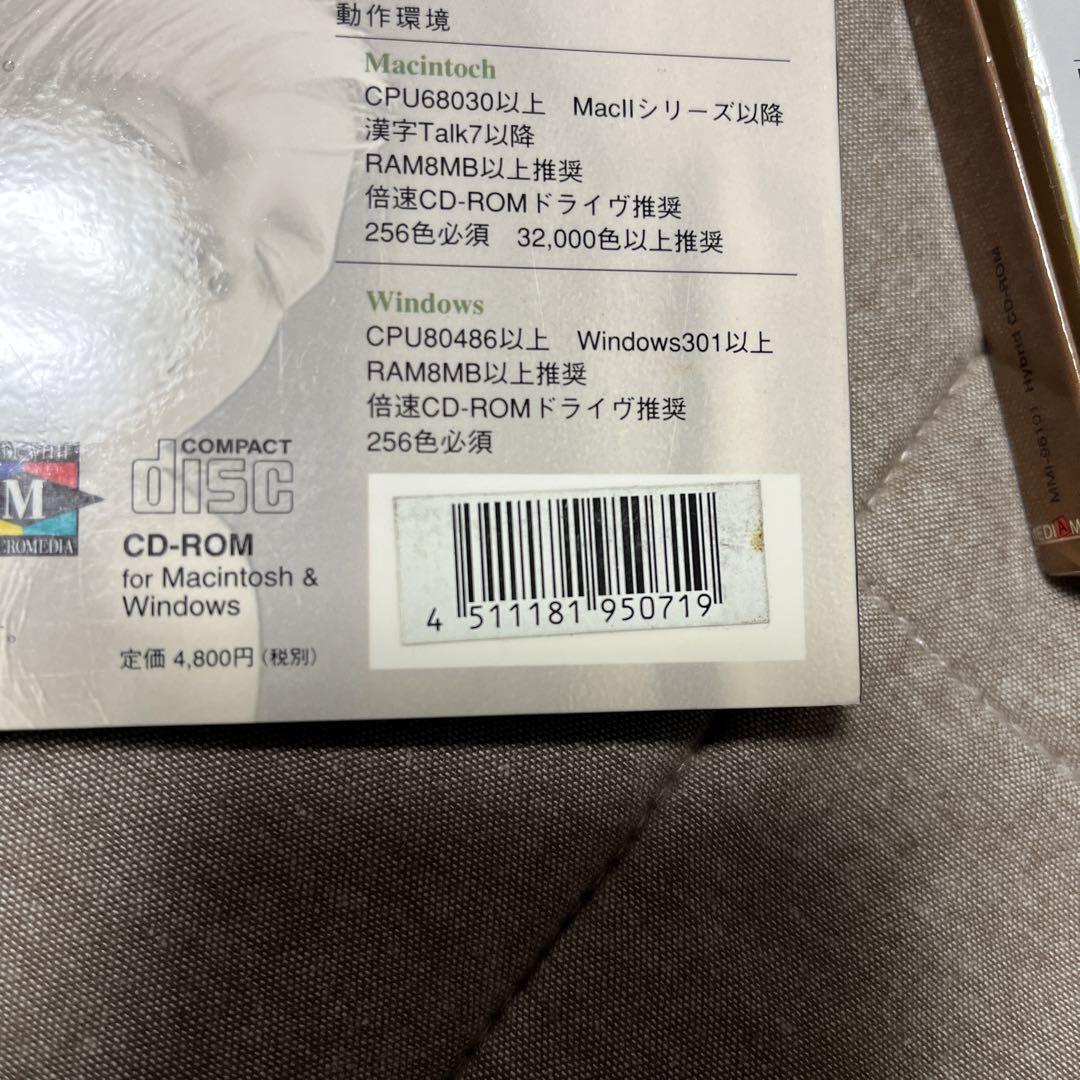 動作環境
Macintoch
CPU68030以上 MacIIシリーズ以降
漢字Talk7以降
RAM8MB以上推奨
倍速CD-ROMドライヴ推奨
256色必須 32,000色以上推奨
Windows
CPU80486以上 Windows301以上
RAM8MB以上推奨
倍速CD-ROMドライヴ推奨
256色必須
COMPACT
disc
M
CROMEDIA
CD-ROM
for Macintosh &
Windows
定価 4,800円（税別）
4 511181 950719
Hybrid CD-ROM